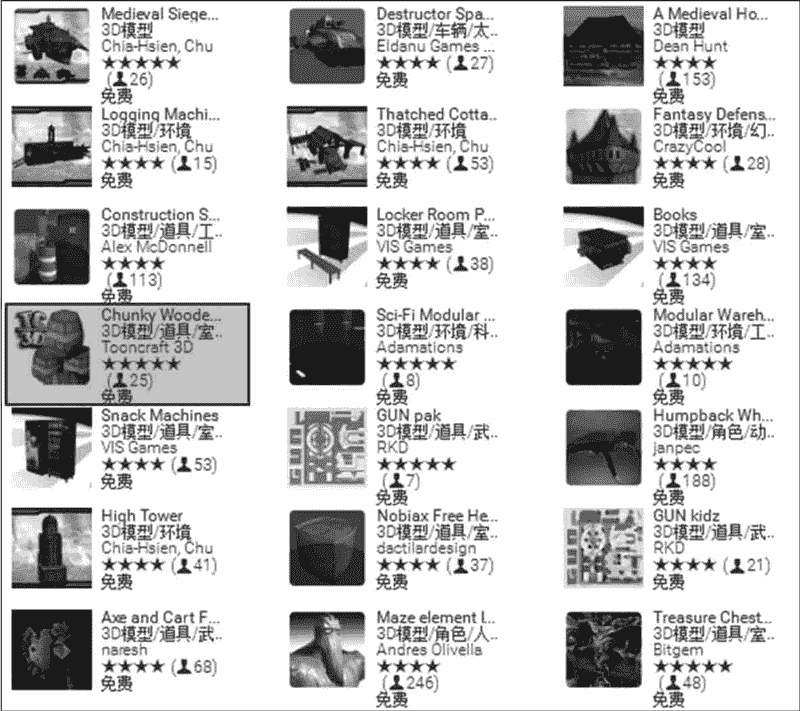 Medieval Siege...
3D模型
Chia-Hsien, Chu
★★★★★
(26)
免费
Destructor Spa...
3D模型/车辆/太..
Eldanu Games ...
★★★★ (27)
免费
A Medieval Ho...
3D模型
Dean Hunt
★★★★
(153)
免费
Logging Machi...
3D模型/环境
Chia-Hsien, Chu
★★★★ (15)
免费
Thatched Cotta...
3D模型/环境
Chia-Hsien, Chu
★★★★ (53)
免费
Fantasy Defens...
3D模型/环境/幻..
CrazyCool
★★★★ (28)
免费
Construction S...
3D模型/道具/工..
Alex McDonnell
★★★★
(113)
免费
Locker Room P...
3D模型/道具/室..
VIS Games
★★★★ (38)
免费
Books
3D模型/道具/室..
VIS Games
★★★★
(134)
免费
Chunky Woode...
3D模型/道具/室..
Tooncraft 3D
★★★★★
(25)
免费
Sci-Fi Modular ...
3D模型/环境/科..
Adamations
★★★★★
(8)
免费
Modular Wareh...
3D模型/环境/工..
Adamations
★★★★★
(10)
免费
Snack Machines
3D模型/道具/室..
VIS Games
★★★★ (53)
免费
GUN pak
3D模型/道具/武..
RKD
★★★★★
(7)
免费
Humpback Wh...
3D模型/角色/动..
janpec
★★★★★
(188)
免费
High Tower
3D模型/环境
Chia-Hsien, Chu
★★★★ (41)
免费
Nobiax Free He...
3D模型/道具/室..
dactilardesign
★★★★ (37)
免费
GUN kidz
3D模型/道具/武..
RKD
★★★★ (21)
免费
Axe and Cart F...
3D模型/道具/武..
naresh
★★★★ (68)
免费
Maze element I...
3D模型/角色/人..
Andres Olivella
★★★★
(246)
免费
Treasure Chest...
3D模型/道具/室..
Bitgem
★★★★★
(48)
免费